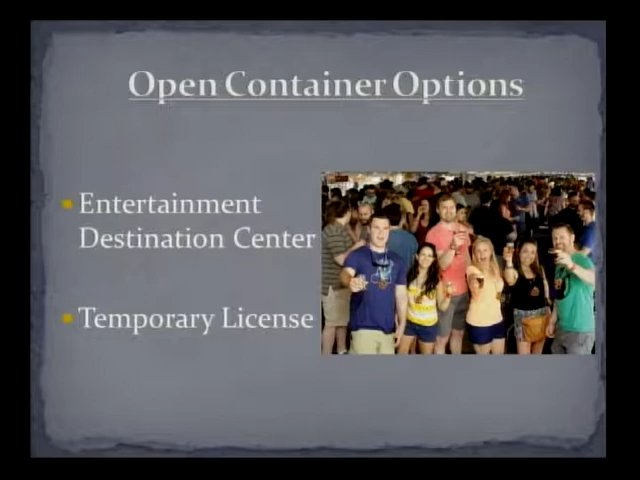 Open Container Options
Entertainment
Destination Center
Temporary License